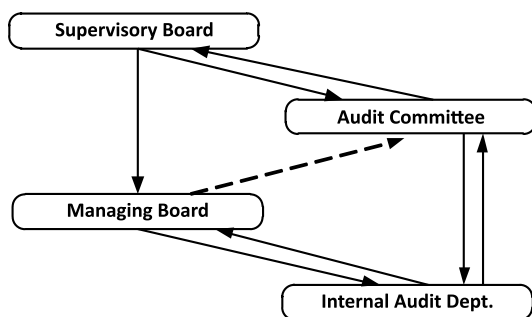 Supervisory Board
Audit Committee
Managing Board
Internal Audit Dept.